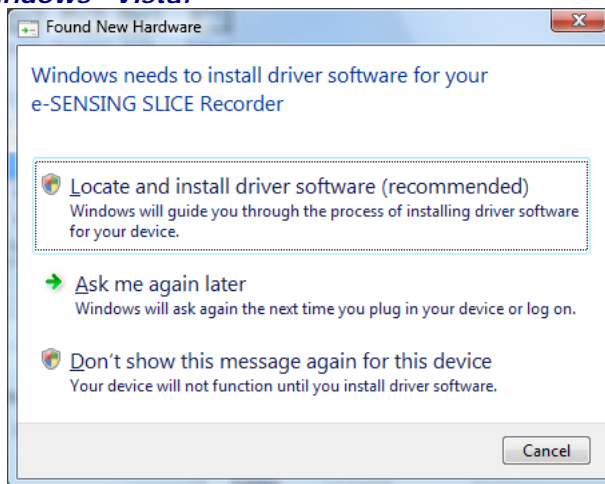 Vista:
Found New Hardware
Windows needs to install driver software for your
e-SENSING SLICE Recorder
Locate and install driver software (recommended)
Windows will guide you through the process of installing driver software
for your device.
Ask me again later
Windows will ask again the next time you plug in your device or log on.
Don't show this message again for this device
Your device will not function until you install driver software.
Cancel